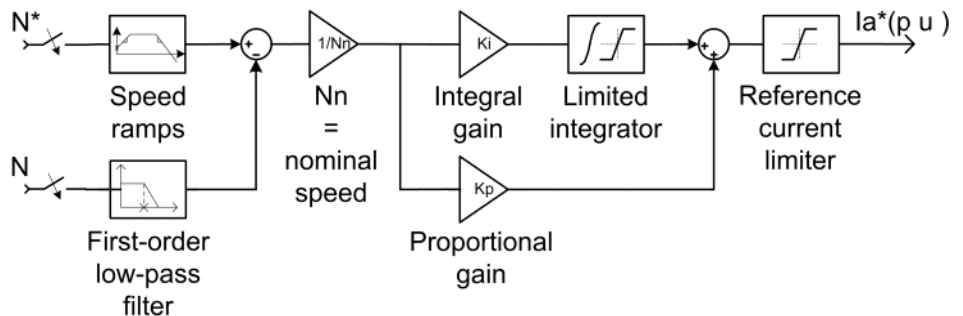 N*
Ia*(p u )
1/Nn
Ki
Speed
ramps
Nn
=
nominal
speed
Integral
gain
Limited
integrator
Reference
current
limiter
N
Kp
First-order
low-pass
filter
Proportional
gain